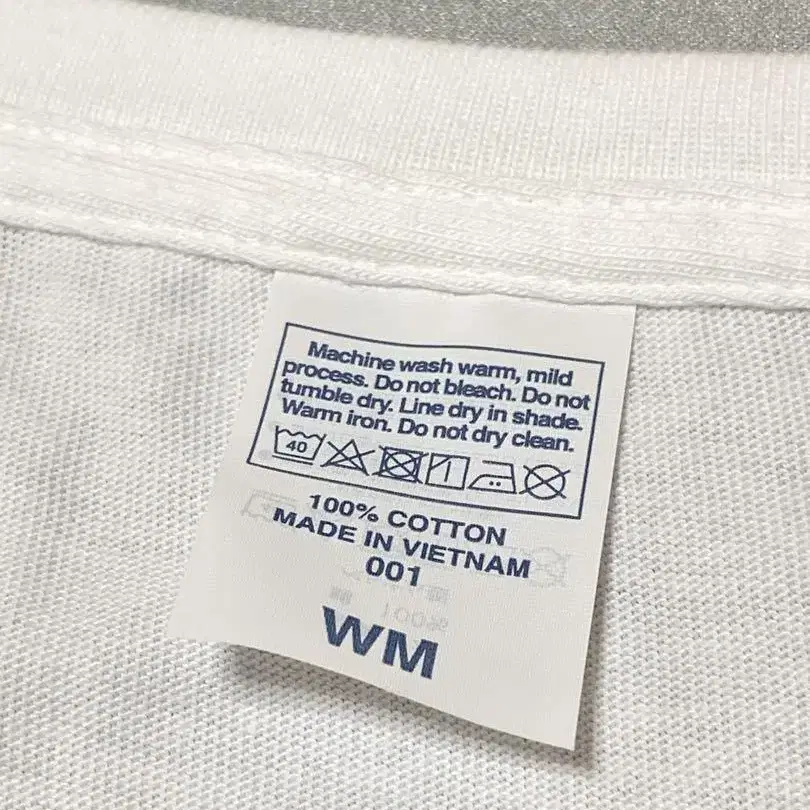 Machine wash warm, mild
process. Do not bleach. Do not
tumble dry. Line dry in shade.
Warm iron. Do not dry clean.
40
100% COTTON
MADE IN VIETNAM
001
WM
100%